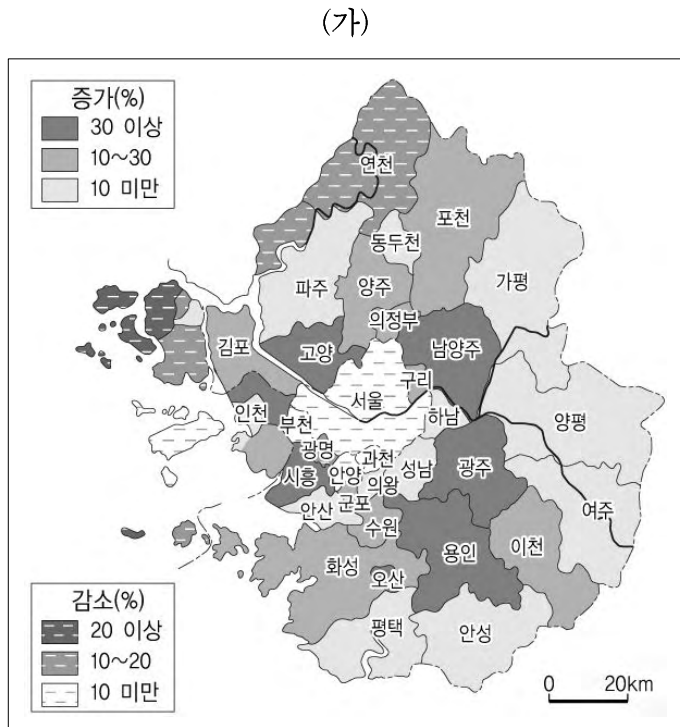 (가)
증가(%)
30 이상
10~30
10 미만
연천
포천
동두천
가평
파주
양주
의정부
김포
고양
남양주
구리
서울
양평
인천
부천
하남
광명
과천
시흥
안양
성남
광주
의왕
군포
안산
여주
수원
용인
이천
화성
오산
평택
안성
감소(%)
20 이상
10~20
10 미만
0 20km